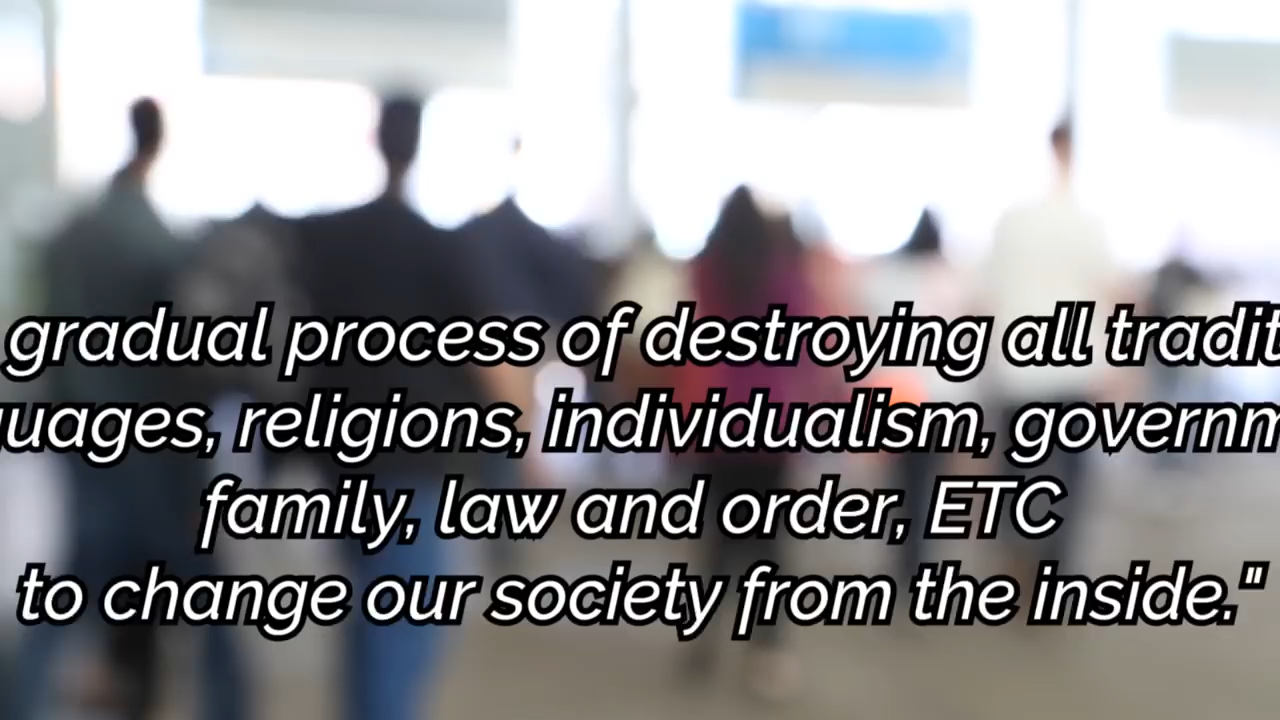 gradual process of destroying all tradit
guages, religions, individualism, governm
family, law and order, ETC
to change our society from the inside."